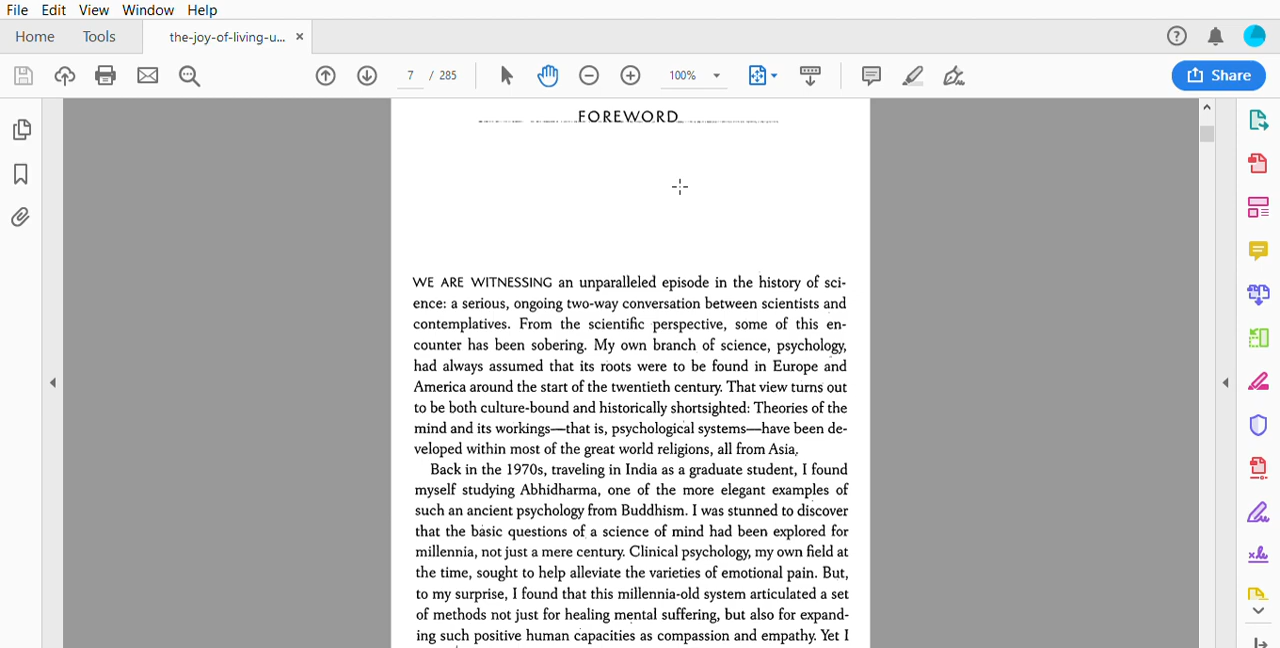 File Edit View Window Help
Home Tools the-joy-of-living-u... ×
7 / 285 100% Share
FOREWORD
WE ARE WITNESSING an unparalleled episode in the history of sci-
ence: a serious, ongoing two-way conversation between scientists and
contemplatives. From the scientific perspective, some of this en-
counter has been sobering. My own branch of science, psychology,
had always assumed that its roots were to be found in Europe and
America around the start of the twentieth century. That view turns out
to be both culture-bound and historically shortsighted: Theories of the
mind and its workings—that is, psychological systems—have been de-
veloped within most of the great world religions, all from Asia.
Back in the 1970s, traveling in India as a graduate student, I found
myself studying Abhidharma, one of the more elegant examples of
such an ancient psychology from Buddhism. I was stunned to discover
that the basic questions of a science of mind had been explored for
millennia, not just a mere century. Clinical psychology, my own field at
the time, sought to help alleviate the varieties of emotional pain. But,
to my surprise, I found that this millennia-old system articulated a set
of methods not just for healing mental suffering, but also for expand-
ing such positive human capacities as compassion and empathy. Yet I